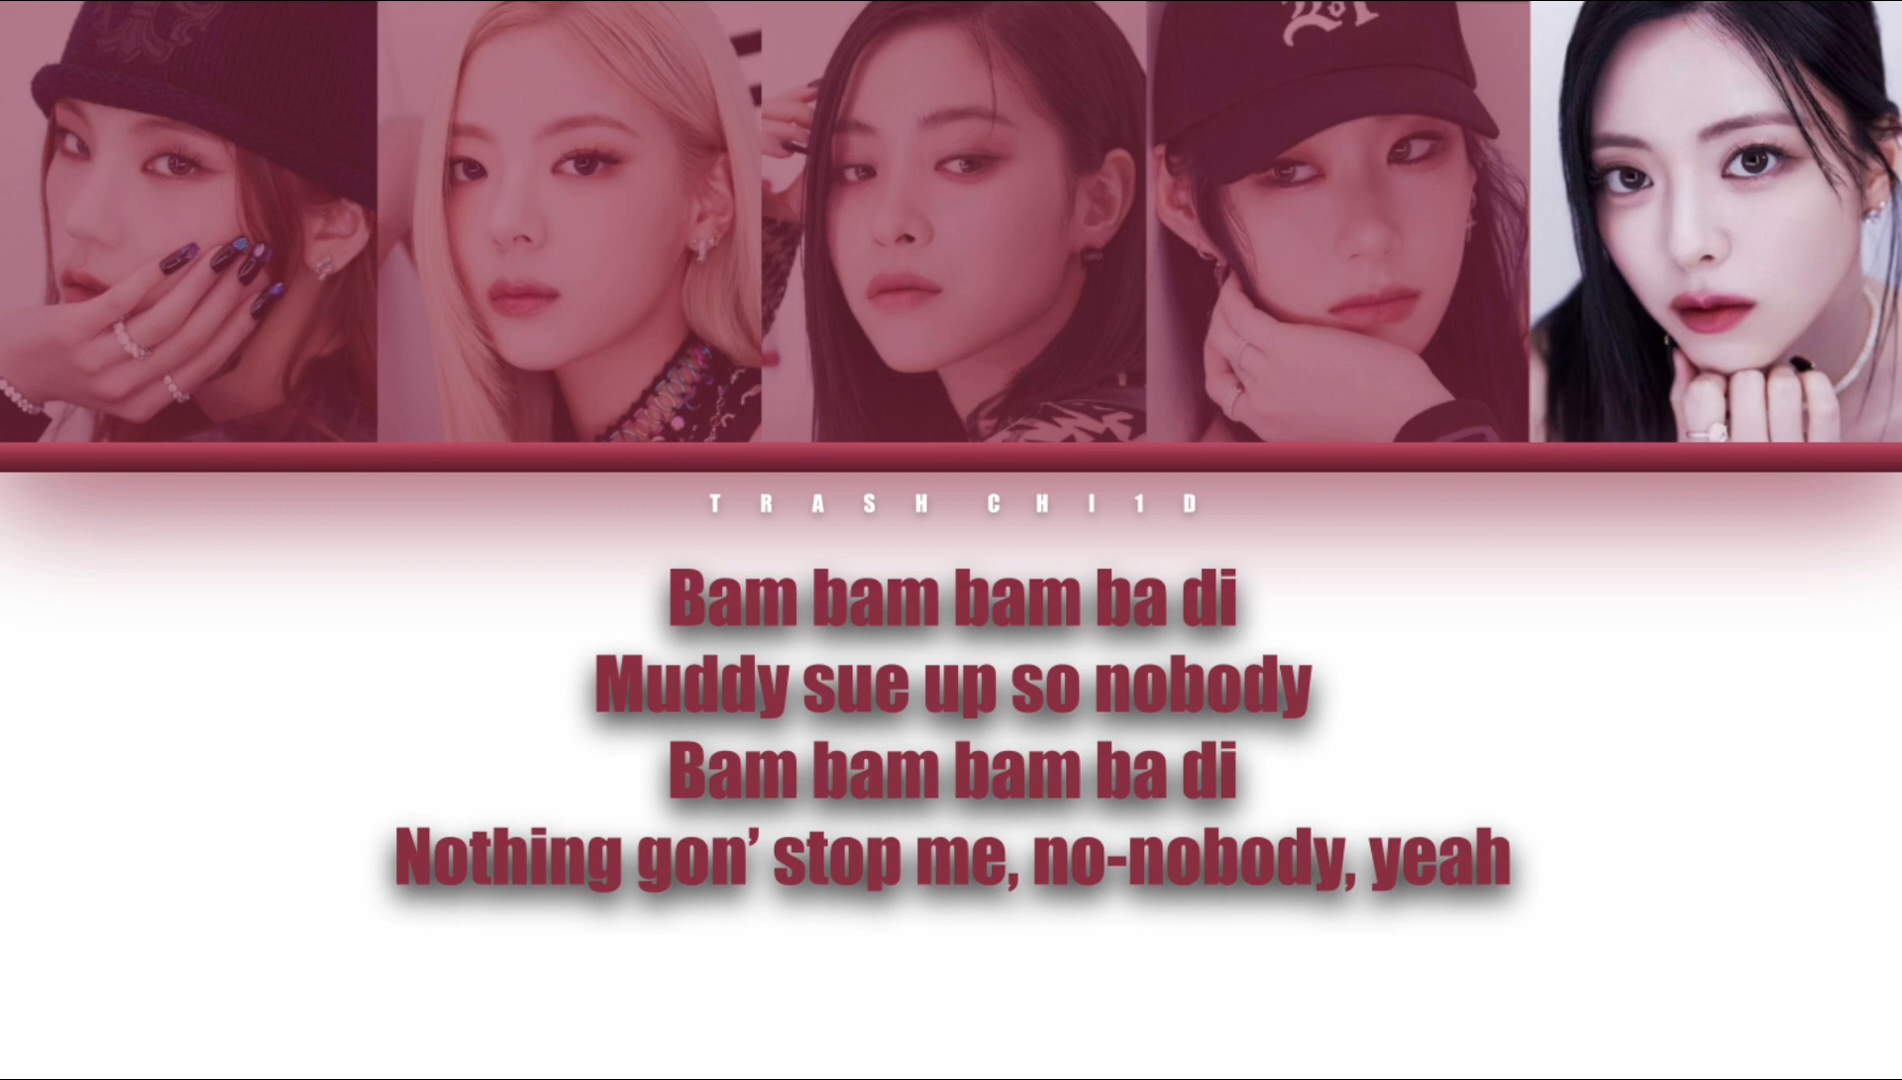 T R A S H C H I 1 D
Bam bam bam ba di
Muddy sue up so nobody
Bam bam bam ba di
Nothing gon’ stop me, no-nobody, yeah